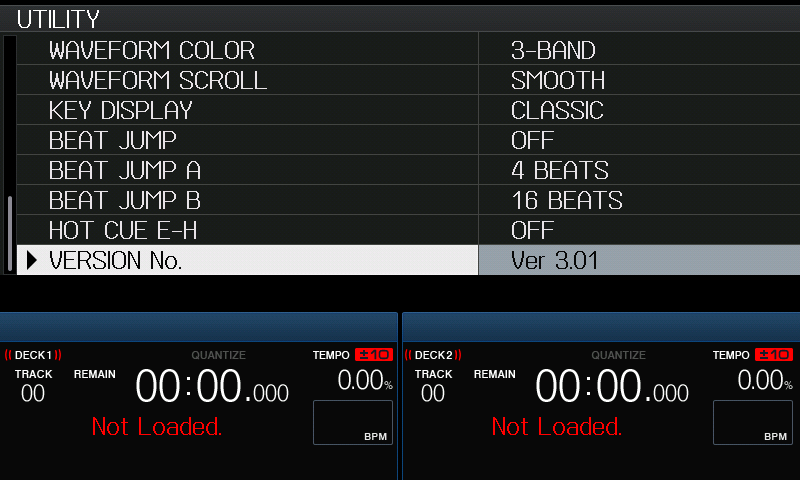 UTILITY
WAVEFORM COLOR 3-BAND
WAVEFORM SCROLL SMOOTH
KEY DISPLAY CLASSIC
BEAT JUMP OFF
BEAT JUMP A 4 BEATS
BEAT JUMP B 16 BEATS
HOT CUE E-H OFF
VERSION No. Ver 3.01
((DECK1)) QUANTIZE TEMPO ±10
TRACK REMAIN 00:00.000 0.00%
00
Not Loaded.
BPM
((DECK2)) QUANTIZE TEMPO ±10
TRACK REMAIN 00:00.000 0.00%
00
Not Loaded.
BPM